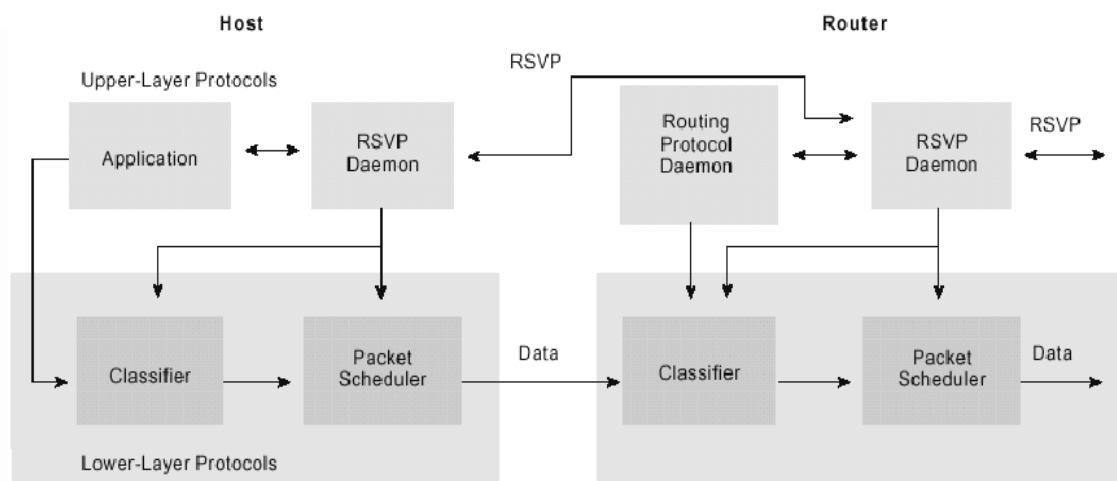 Host
Router
RSVP
Upper-Layer Protocols
Application
RSVP
Daemon
Routing
Protocol
Daemon
RSVP
Daemon
RSVP
Classifier
Packet
Scheduler
Data
Classifier
Packet
Scheduler
Data
Lower-Layer Protocols